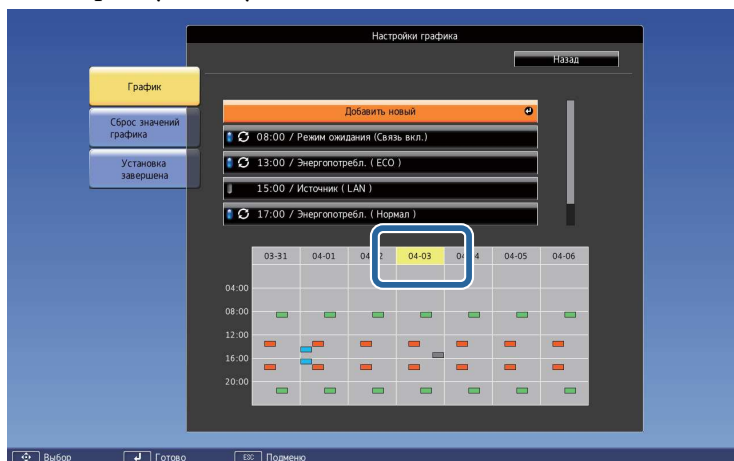 Настройки графика
Назад
График
Сброс значений
графика
Установка
завершена
Добавить новый
08:00 / Режим ожидания (Связь вкл.)
13:00 / Энергопотребл. ( ECO )
15:00 / Источник ( LAN )
17:00 / Энергопотребл. ( Нормал )
03-31 04-01 04-03 04-05 04-06
04:00
08:00
12:00
16:00
20:00
Выбор Готово ESC Подменю